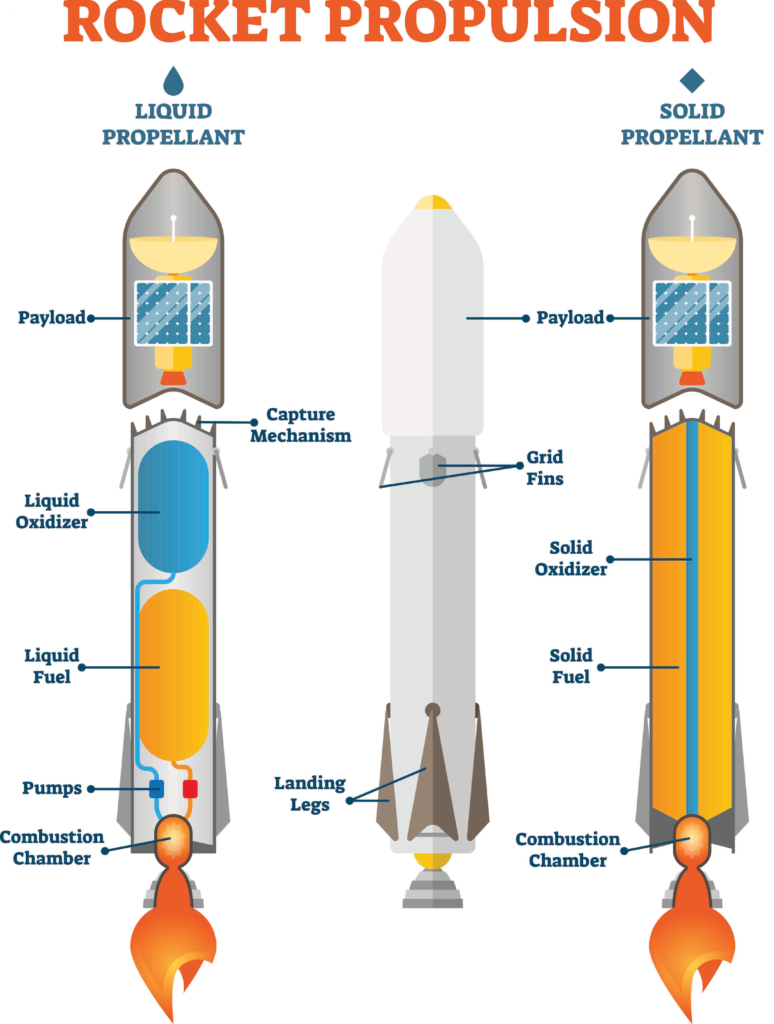 ROCKET PROPULSION
LIQUID
PROPELLANT
SOLID
PROPELLANT
Payload
Payload
Capture
Mechanism
Grid
Fins
Liquid
Oxidizer
Solid
Oxidizer
Liquid
Fuel
Solid
Fuel
Pumps
Landing
Legs
Combustion
Chamber
Combustion
Chamber